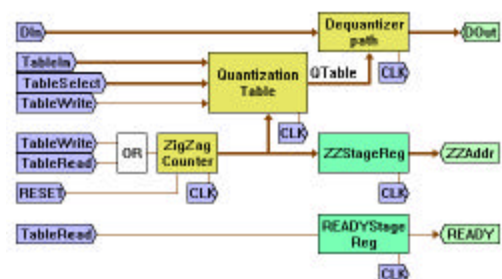 DIn
Dequantizer
path
DOut
CLK
TableIn
TableSelect
TableWrite
Quantization
Table
QTable
CLK
TableWrite
TableRead
OR
ZigZag
Counter
ZZStageReg
ZZAddr
RESET
CLK
CLK
TableRead
READYStage
Reg
READY
CLK